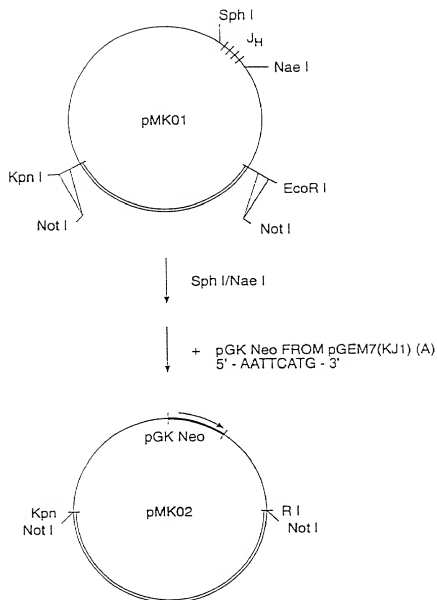 Sph I
JH
Nae I
pMK01
Kpn I
EcoR I
Not I
Not I
Sph I/Nae I
+ pGK Neo FROM pGEM7(KJ1) (A)
5' - AATTCATG - 3'
pGK Neo
Kpn
pMK02
R I
Not I
Not I